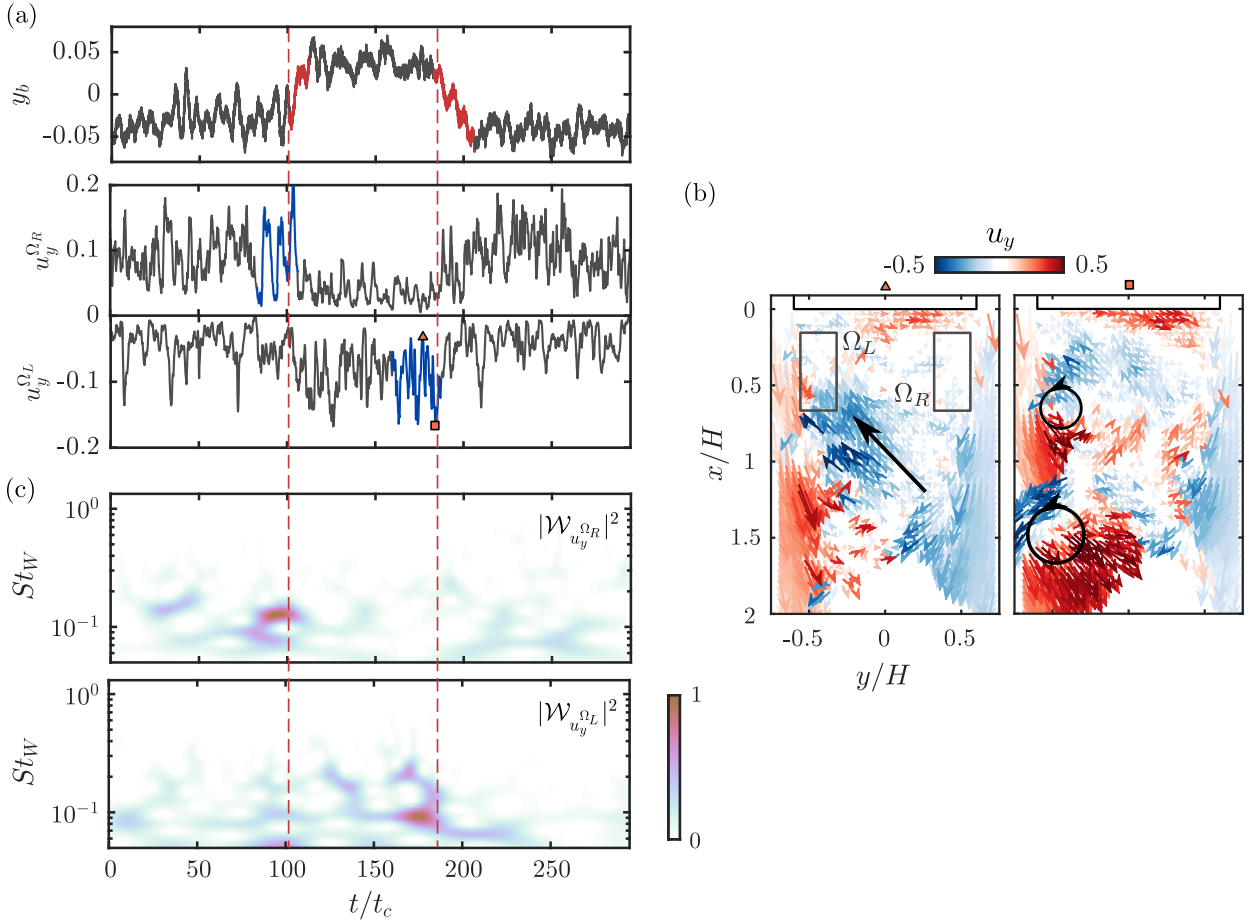 (a)
0.05
0
-0.05
y_b
0.2
0.1
0
u_y^{Ω_R}
-0.1
-0.2
u_y^{Ω_L}
(c)
10^0
10^{-1}
St_W
|𝒲_{u_y^{Ω_R}}|^2
10^0
10^{-1}
St_W
|𝒲_{u_y^{Ω_L}}|^2
0 50 100 150 200 250
t/t_c
1
0
(b)
u_y
-0.5 0.5
0
0.5
1
1.5
2
x/H
Ω_L
Ω_R
-0.5 0 0.5
y/H